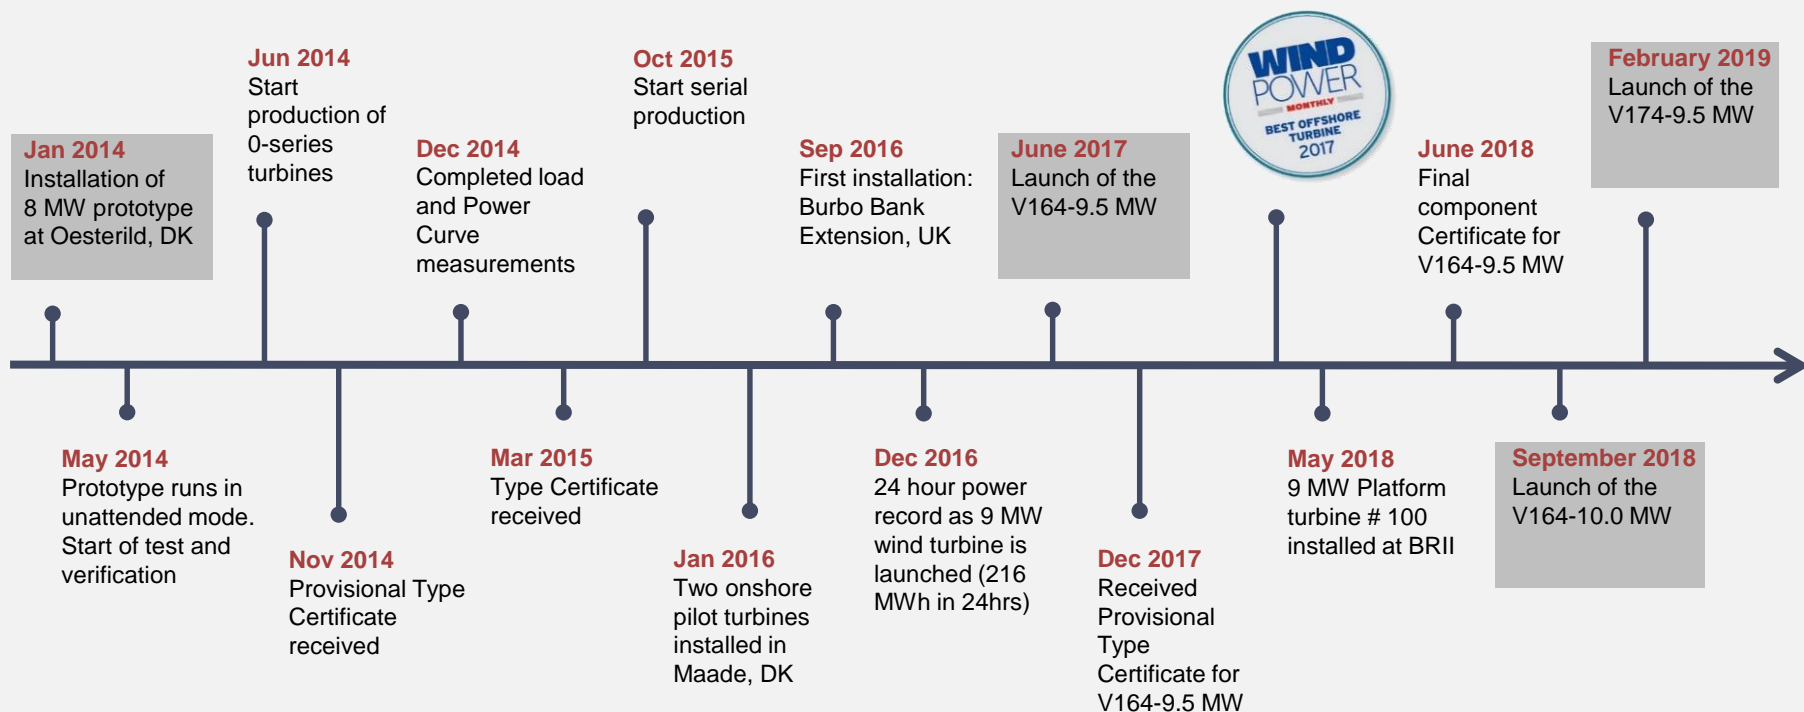 Jan 2014
Installation of
8 MW prototype
at Oesterild, DK
May 2014
Prototype runs in
unattended mode.
Start of test and
verification
Jun 2014
Start
production of
0-series
turbines
Nov 2014
Provisional Type
Certificate
received
Dec 2014
Completed load
and Power
Curve
measurements
Mar 2015
Type Certificate
received
Oct 2015
Start serial
production
Jan 2016
Two onshore
pilot turbines
installed in
Maade, DK
Sep 2016
First installation:
Burbo Bank
Extension, UK
Dec 2016
24 hour power
record as 9 MW
wind turbine is
launched (216
MWh in 24hrs)
June 2017
Launch of the
V164-9.5 MW
Dec 2017
Received
Provisional
Type
Certificate for
V164-9.5 MW
WIND
POWER
MONTHLY
BEST OFFSHORE
TURBINE
2017
May 2018
9 MW Platform
turbine # 100
installed at BRII
June 2018
Final
component
Certificate for
V164-9.5 MW
September 2018
Launch of the
V164-10.0 MW
February 2019
Launch of the
V174-9.5 MW